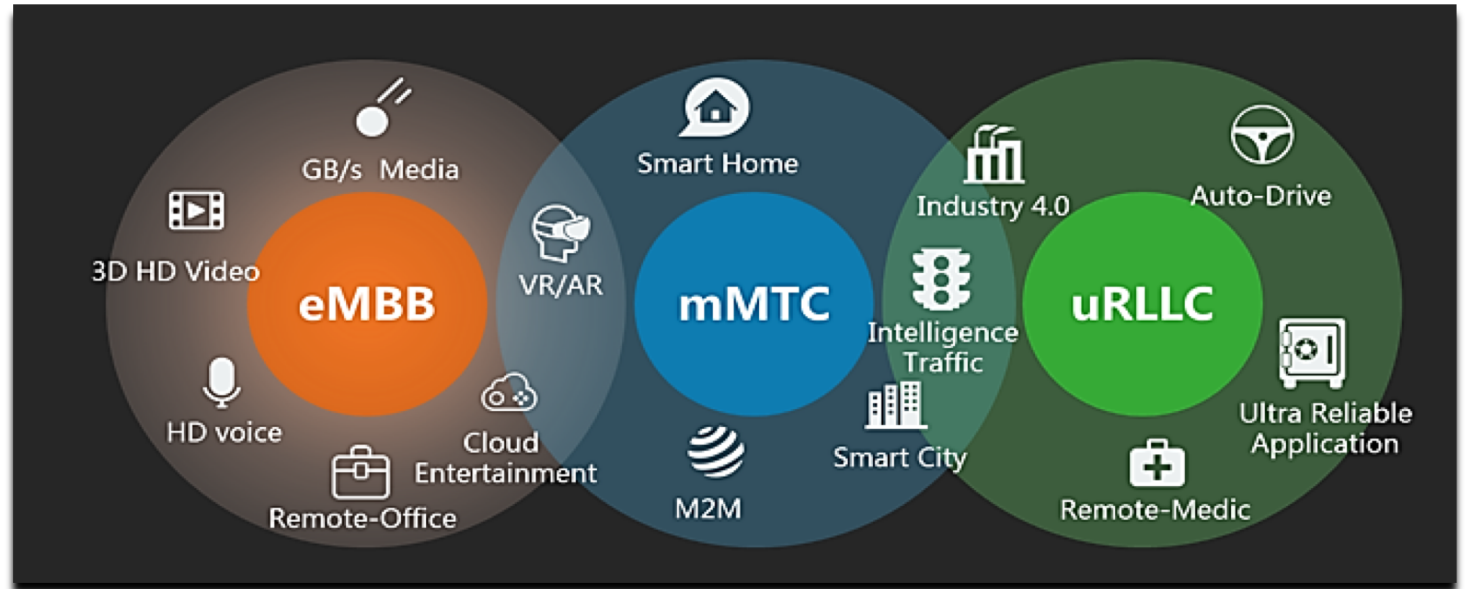 GB/s Media
3D HD Video
eMBB
HD voice
Remote-Office
Cloud
Entertainment
VR/AR
Smart Home
mMTC
M2M
Smart City
Industry 4.0
Intelligence
Traffic
uRLLC
Auto-Drive
Ultra Reliable
Application
Remote-Medic